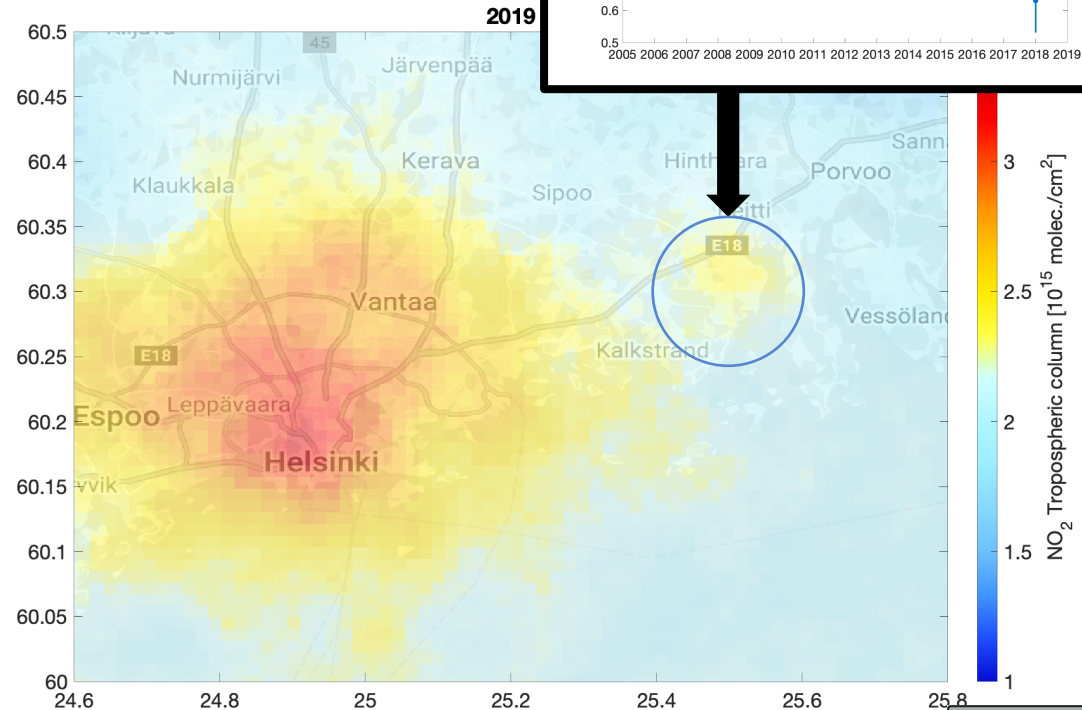 0.6
0.5
2005 2006 2007 2008 2009 2010 2011 2012 2013 2014 2015 2016 2017 2018 2019
2019
60.5
60.45
60.4
60.35
60.3
60.25
60.2
60.15
60.1
60.05
60
24.6 24.8 25 25.2 25.4 25.6 25.8
45
Nurmijärvi
Järvenpää
Klaukkala
Kerava
Sipoo
Porvoo
E18
Vantaa
E18
Kalkstrand
Espoo
Leppävaara
Helsinki
3
2.5
2
1.5
1
NO2 Tropospheric column [10^15 molec./cm^2]